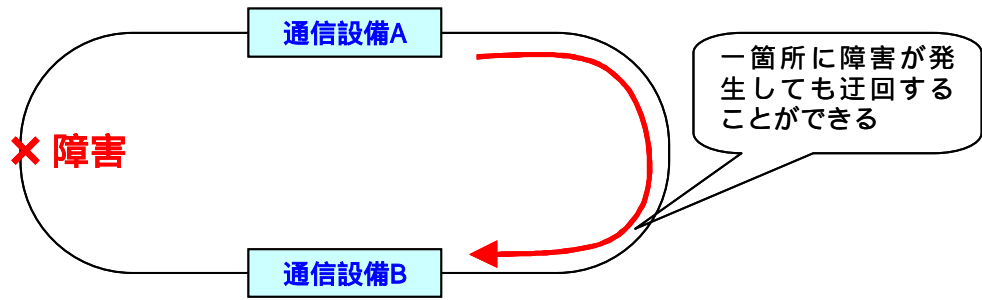 通信設備A
一箇所に障害が発
生しても迂回する
ことができる
× 障害
通信設備B